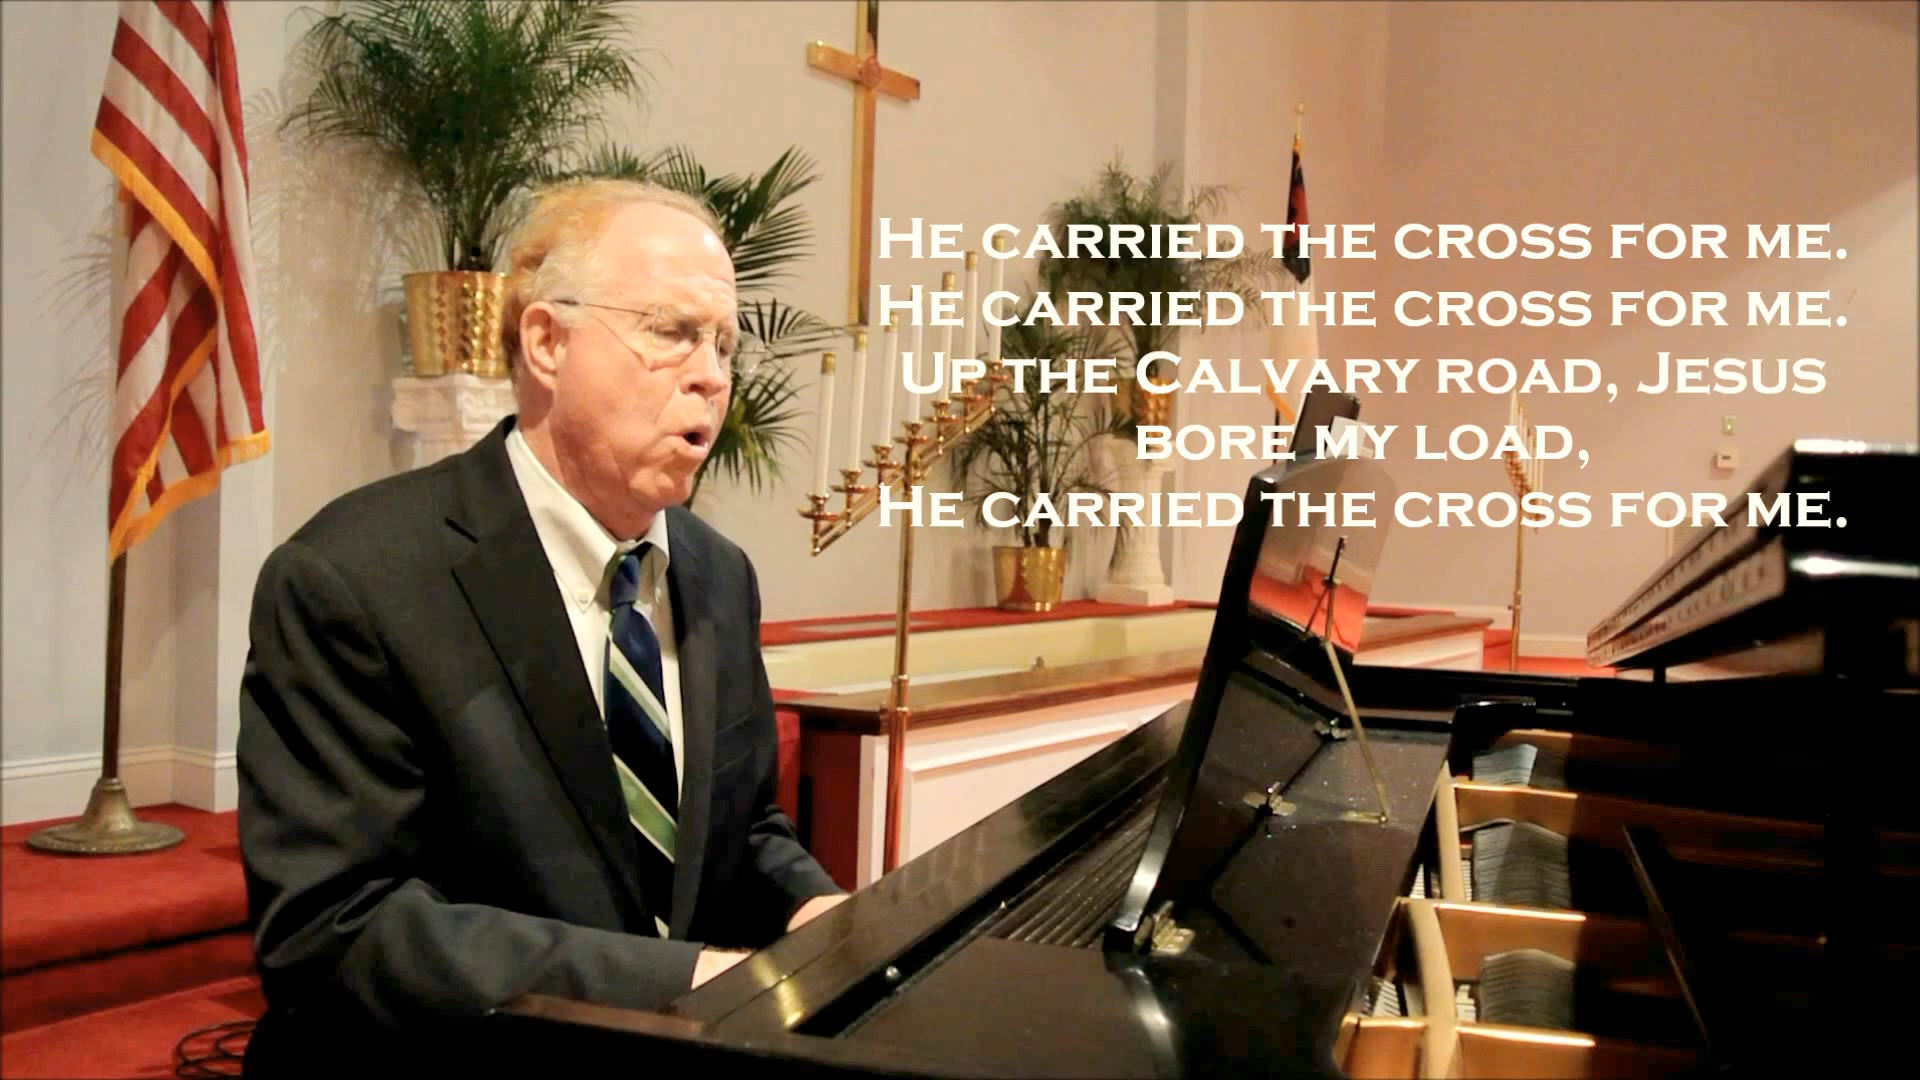 He carried the cross for me.
He carried the cross for me.
Up the Calvary road, Jesus
bore my load,
He carried the cross for me.